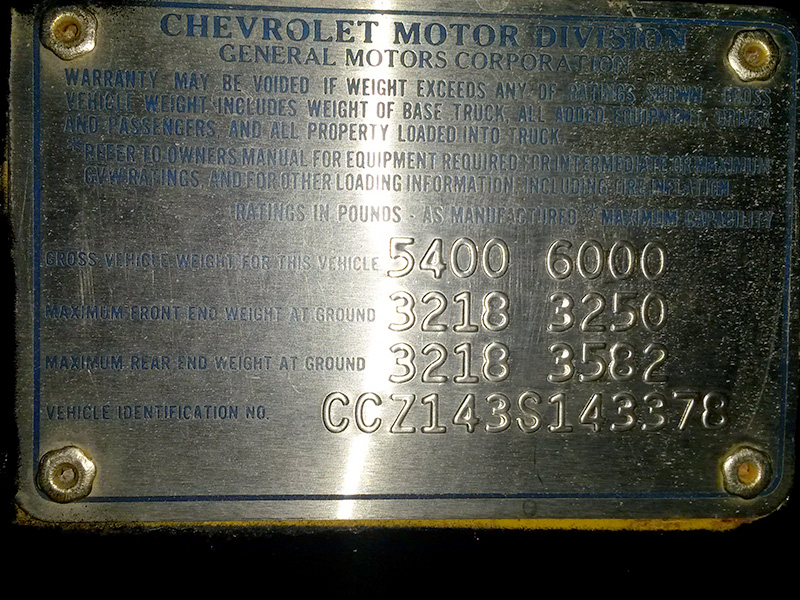 CHEVROLET MOTOR DIVISION
GENERAL MOTORS CORPORATION
WARRANTY MAY BE VOIDED IF WEIGHT EXCEEDS ANY OF RATINGS SHOWN. GROSS
VEHICLE WEIGHT INCLUDES WEIGHT OF BASE TRUCK, ALL ADDED EQUIPMENT, DRIVER
AND PASSENGERS, AND ALL PROPERTY LOADED INTO TRUCK.
*REFER TO OWNERS MANUAL FOR EQUIPMENT REQUIRED FOR INTERMEDIATE OR MAXIMUM
GVW RATINGS, AND FOR OTHER LOADING INFORMATION, INCLUDING TIRE INFLATION
RATINGS IN POUNDS - AS MANUFACTURED *MAXIMUM CAPACITY
GROSS VEHICLE WEIGHT FOR THIS VEHICLE 5400 6000
MAXIMUM FRONT END WEIGHT AT GROUND 3218 3250
MAXIMUM REAR END WEIGHT AT GROUND 3218 3582
VEHICLE IDENTIFICATION NO. CCZ143S143378